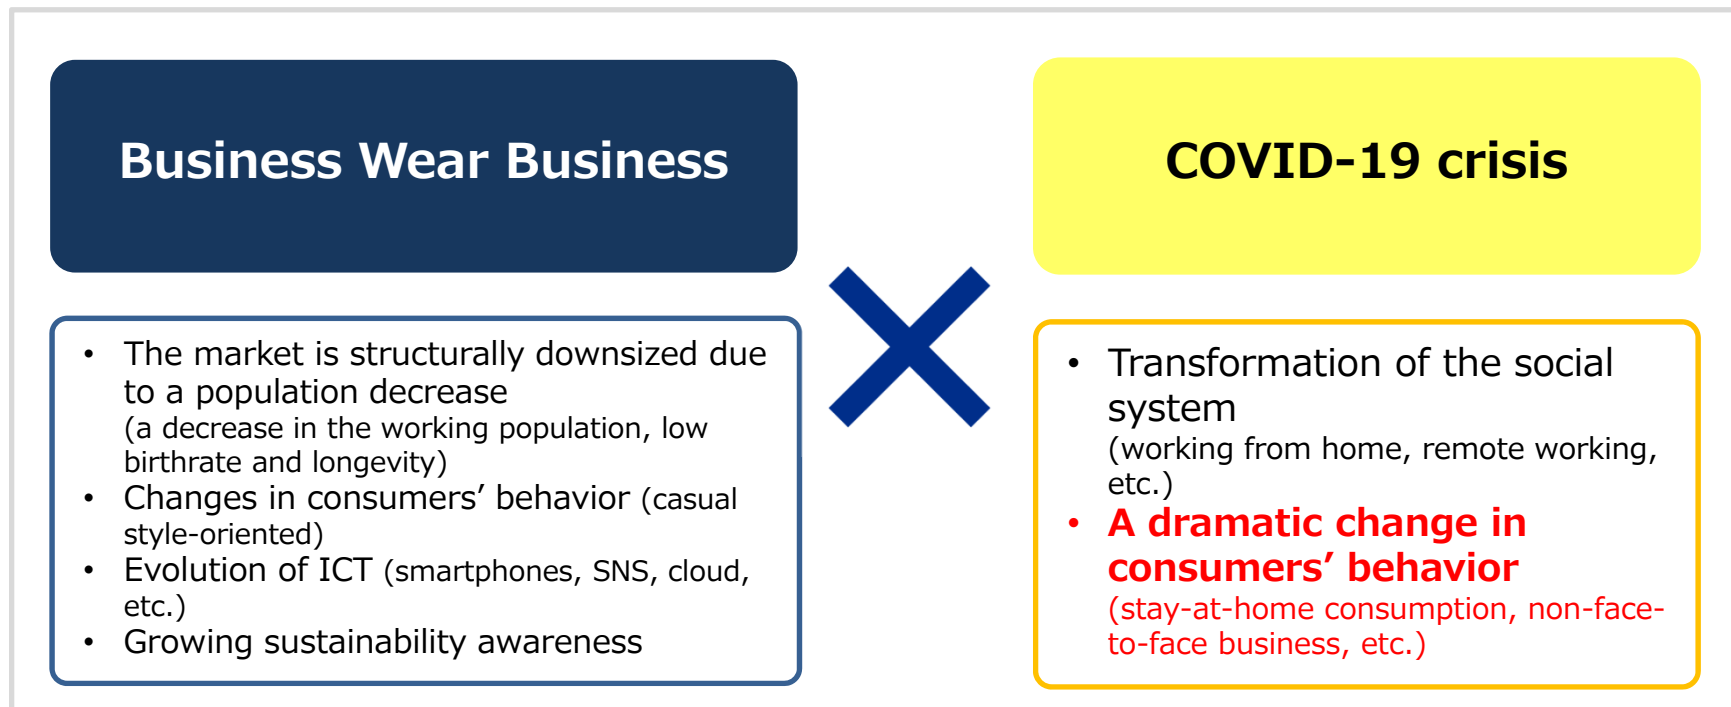 Business Wear Business
• The market is structurally downsized due
to a population decrease
(a decrease in the working population, low
birthrate and longevity)
• Changes in consumers’ behavior (casual
style-oriented)
• Evolution of ICT (smartphones, SNS, cloud,
etc.)
• Growing sustainability awareness
COVID-19 crisis
• Transformation of the social
system
(working from home, remote working,
etc.)
• A dramatic change in
consumers’ behavior
(stay-at-home consumption, non-face-
to-face business, etc.)